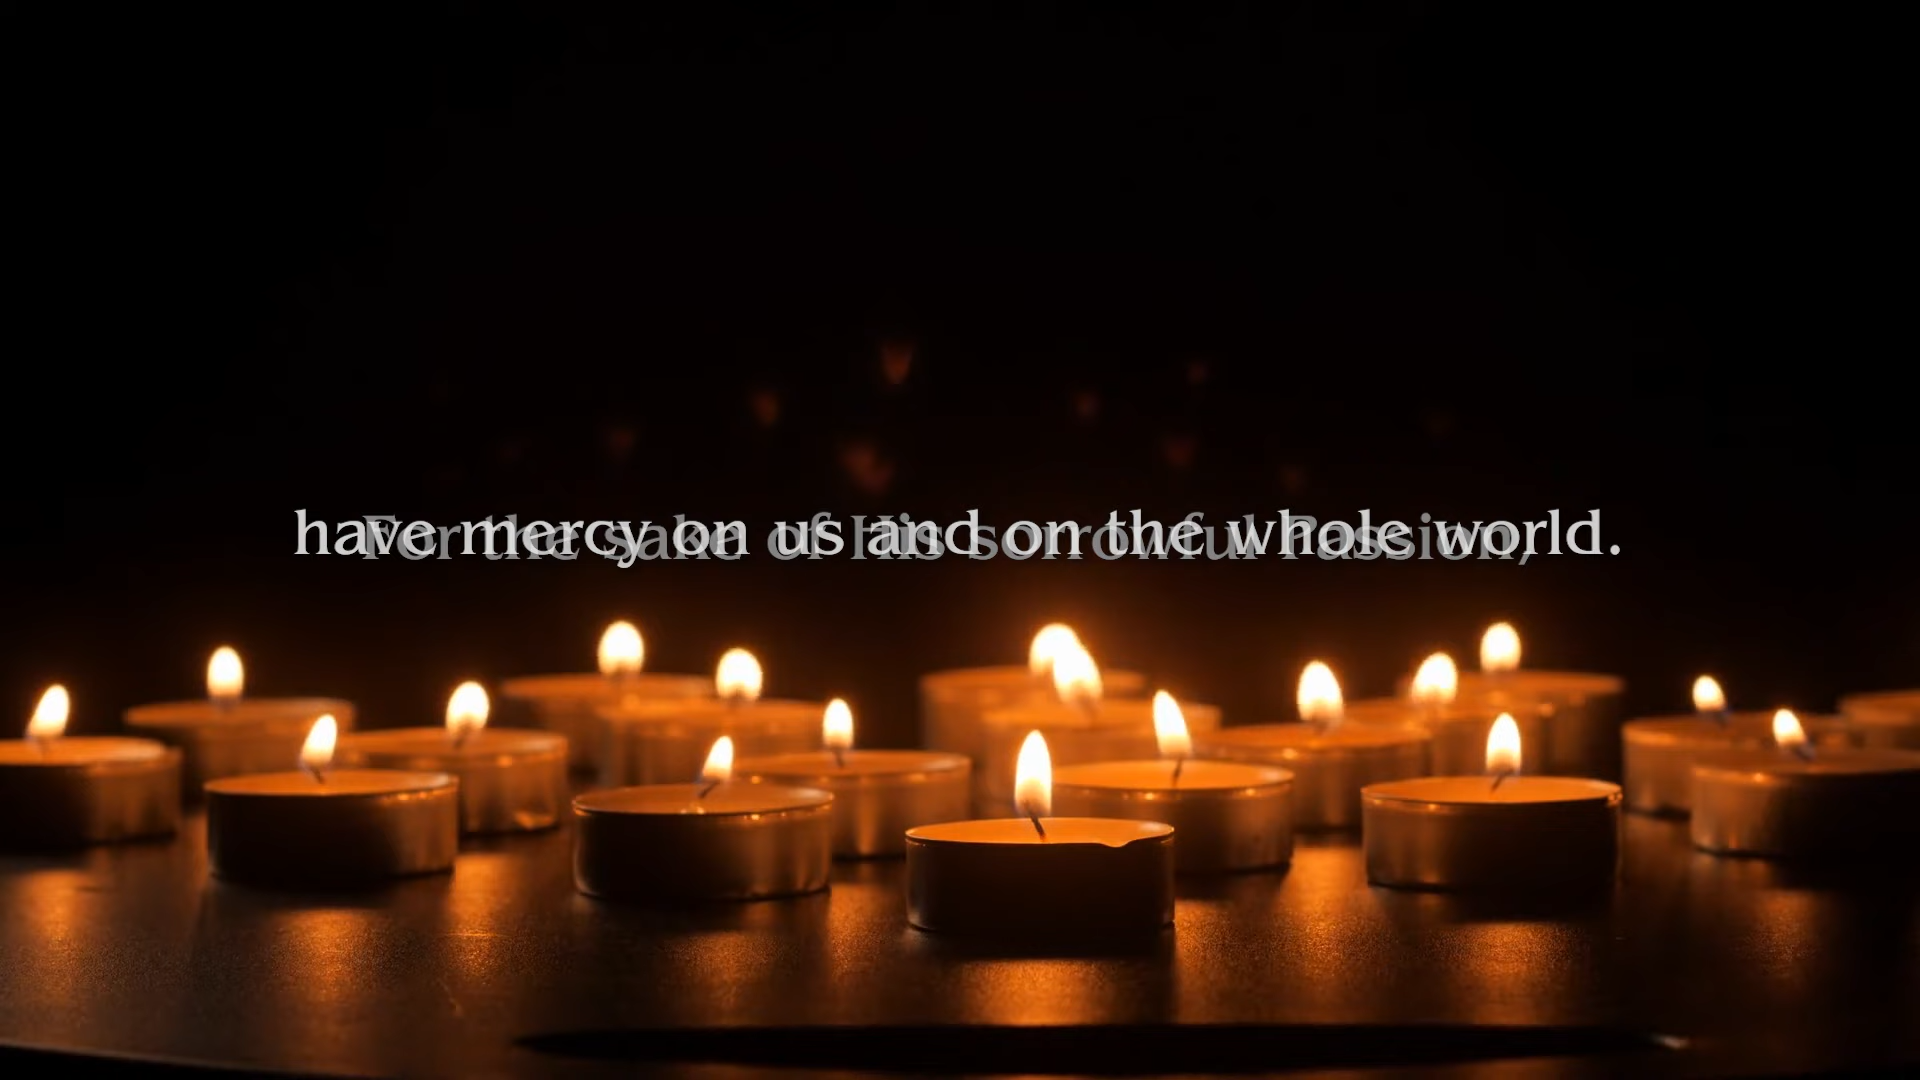 For the sake of His sorrowful Passion,
have mercy on us and on the whole world.